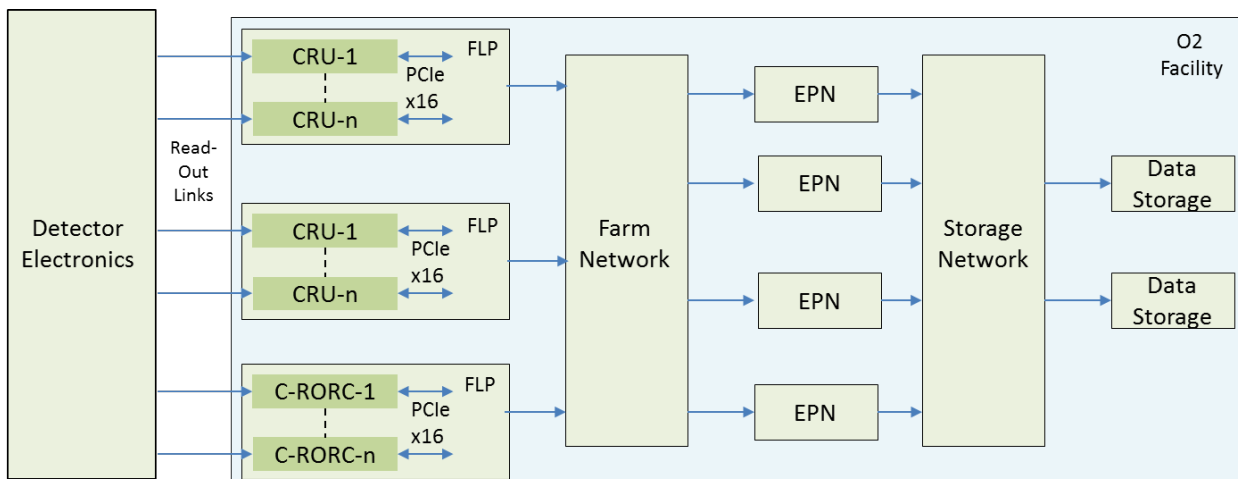 Detector
Electronics
Read-
Out
Links
CRU-1
CRU-n
PCIe
x16
FLP
CRU-1
CRU-n
PCIe
x16
FLP
C-RORC-1
C-RORC-n
PCIe
x16
FLP
Farm
Network
EPN
EPN
EPN
EPN
Storage
Network
O2
Facility
Data
Storage
Data
Storage